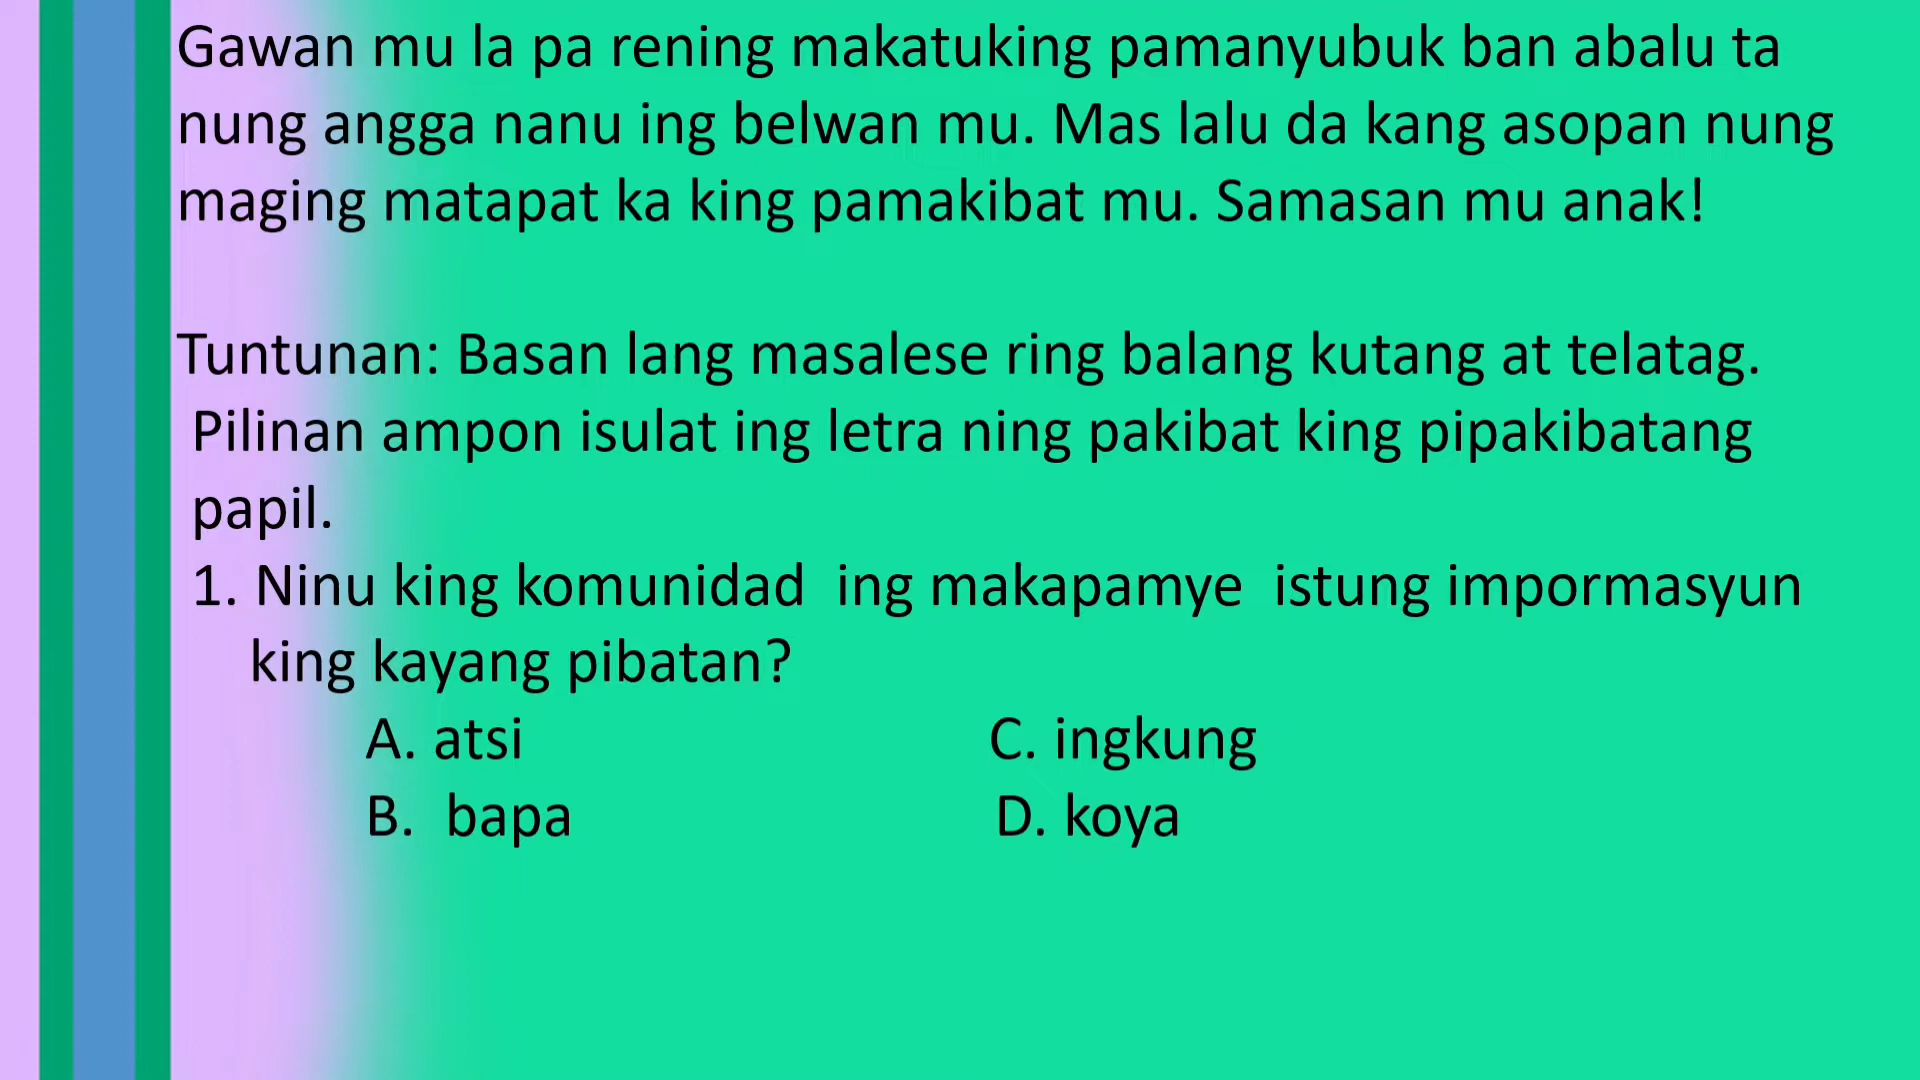 Gawan mu la pa rening makatuking pamanyubuk ban abalu ta
nung angga nanu ing belwan mu. Mas lalu da kang asopan nung
maging matapat ka king pamakibat mu. Samasan mu anak!
Tuntunan: Basan lang masalese ring balang kutang at telatag.
Pilinan ampon isulat ing letra ning pakibat king pipakibatang
papil.
1. Ninu king komunidad ing makapamye istung impormasyun
king kayang pibatan?
A. atsi C. ingkung
B. bapa D. koya